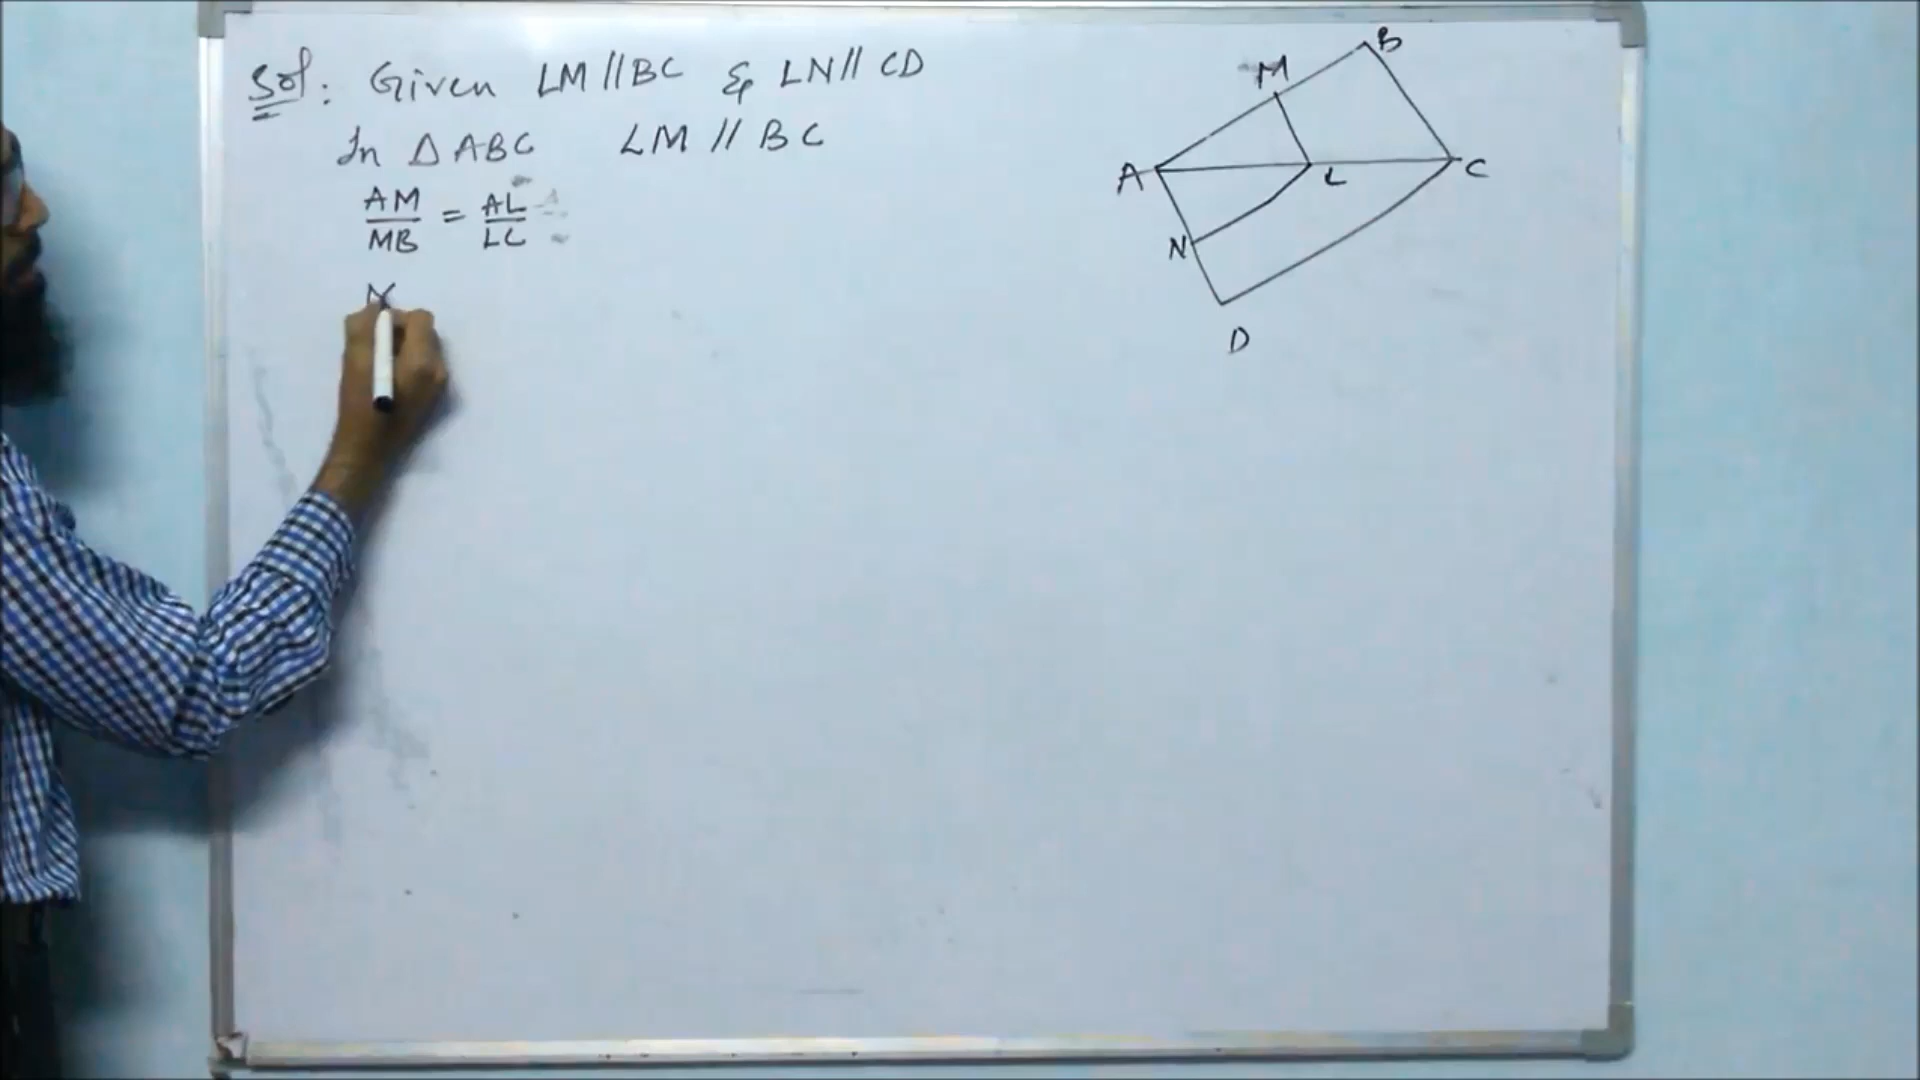 Sol: Given LM//BC & LN//CD
In △ABC LM // BC
AM/MB = AL/LC
M
B
M
A
L
C
N
D